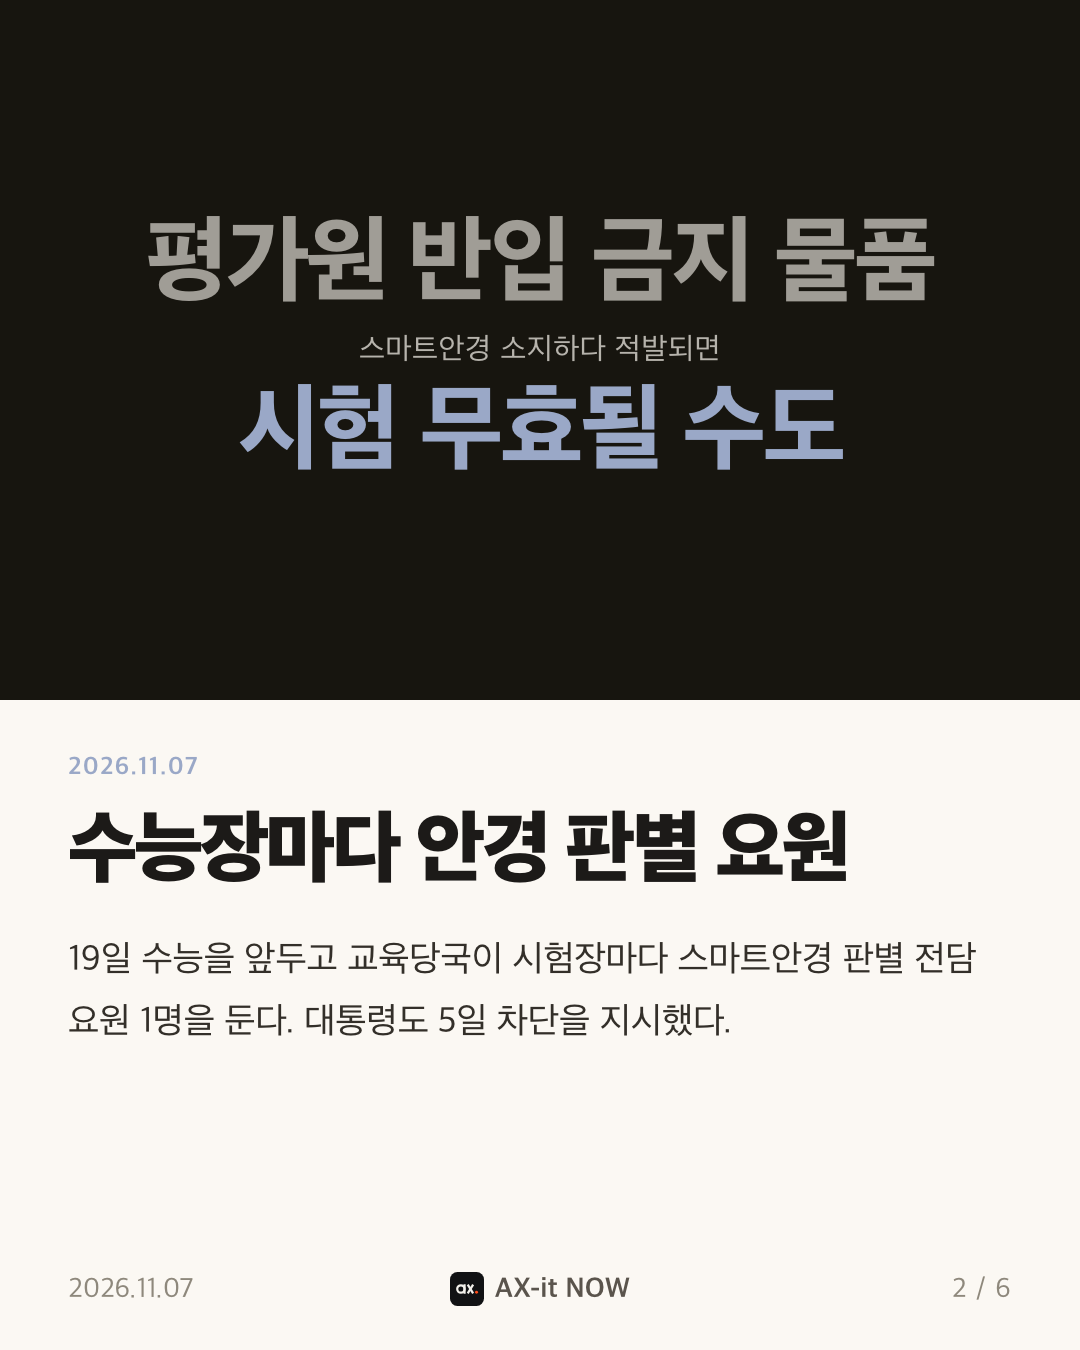 평가원 반입 금지 물품
스마트안경 소지하다 적발되면
시험 무효될 수도
2026.11.07
수능장마다 안경 판별 요원
19일 수능을 앞두고 교육당국이 시험장마다 스마트안경 판별 전담
요원 1명을 둔다. 대통령도 5일 차단을 지시했다.
2026.11.07
ax. AX-it NOW
2 / 6